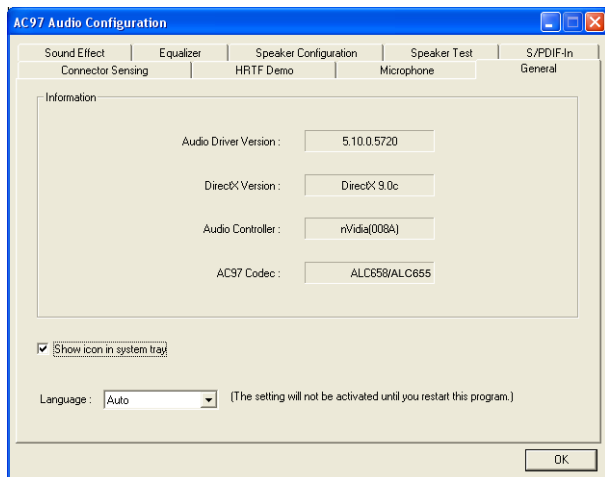 AC97 Audio Configuration
Sound Effect Equalizer Speaker Configuration Speaker Test S/PDIF-In
Connector Sensing HRTF Demo Microphone General
Information
Audio Driver Version : 5.10.0.5720
DirectX Version : DirectX 9.0c
Audio Controller : nVidia(008A)
AC97 Codec : ALC658/ALC655
Show icon in system tray
Language : Auto (The setting will not be activated until you restart this program.)
OK